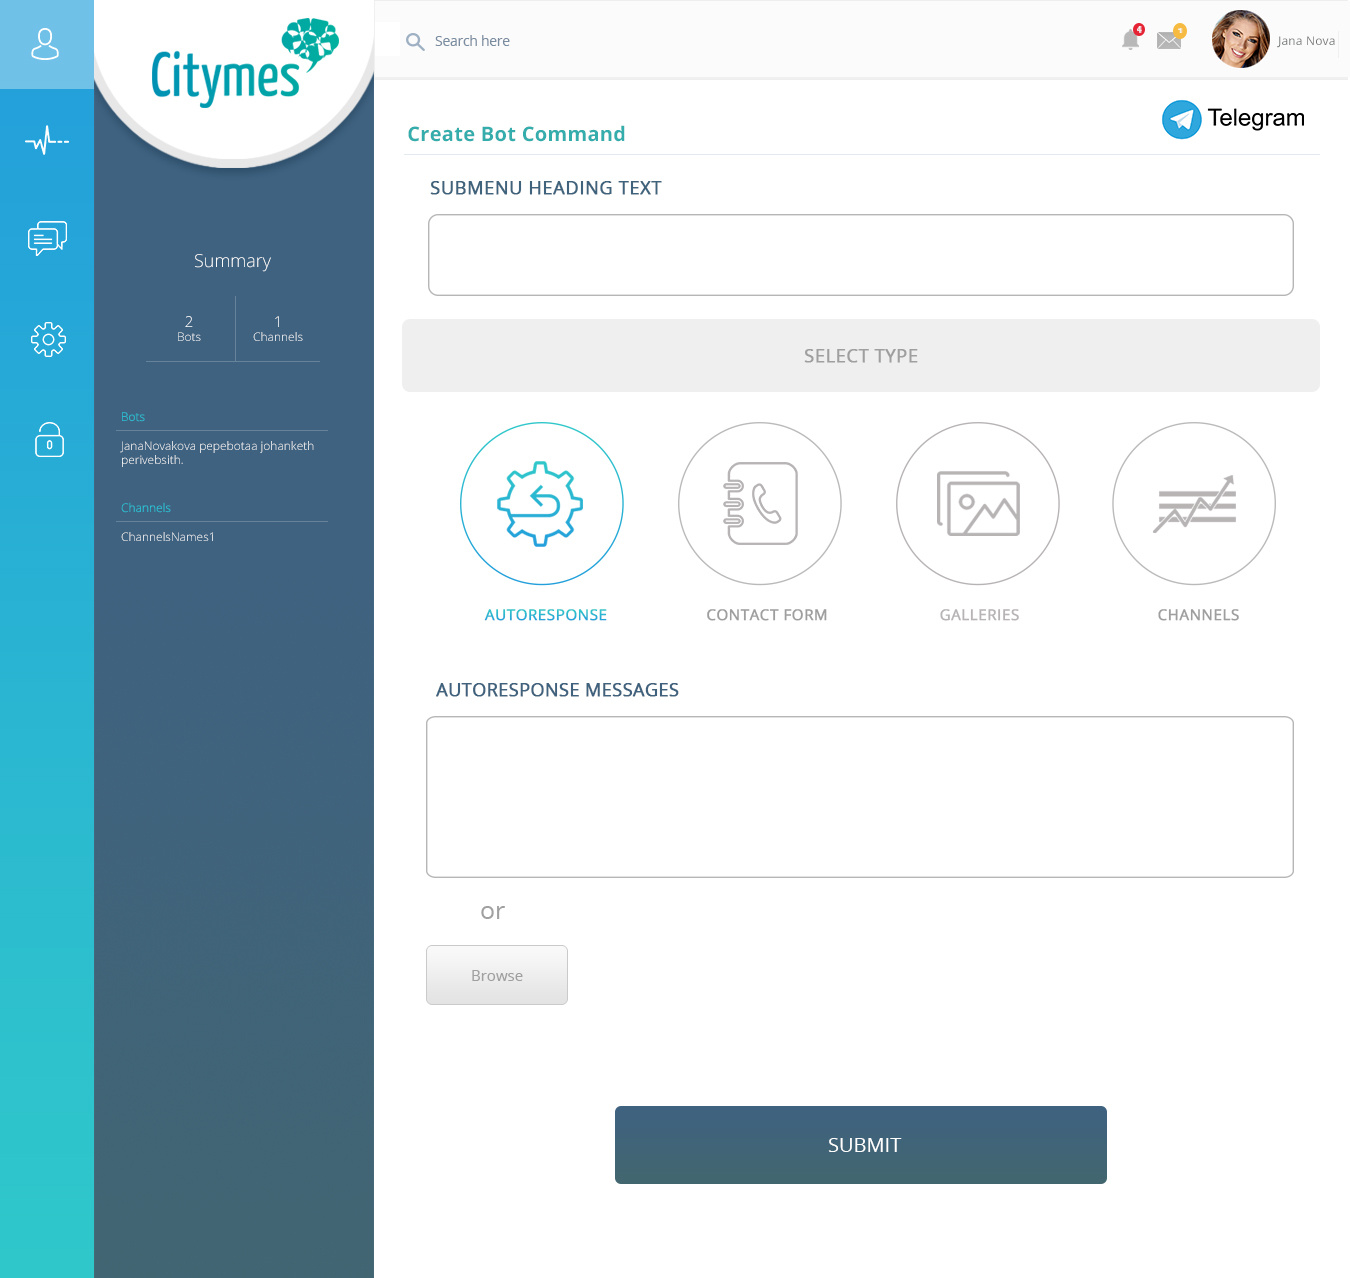 Citymes
Search here
4
1
Jana Nova
Telegram
Create Bot Command
SUBMENU HEADING TEXT
Summary
2
Bots
1
Channels
SELECT TYPE
Bots
JanaNovakova pepebotaa johanketh
perivebsith.
0
Channels
ChannelsNames1
AUTORESPONSE
CONTACT FORM
GALLERIES
CHANNELS
AUTORESPONSE MESSAGES
or
Browse
SUBMIT